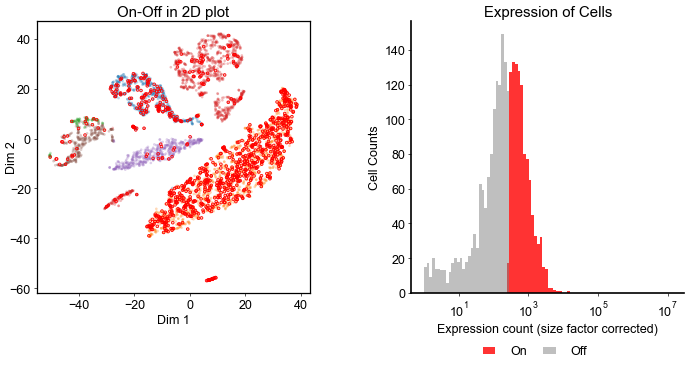 On-Off in 2D plot
40
20
0
−20
−40
−60
Dim 2
−40 −20 0 20 40
Dim 1
Expression of Cells
140
120
100
80
60
40
20
0
Cell Counts
10^1 10^3 10^5 10^7
Expression count (size factor corrected)
On Off